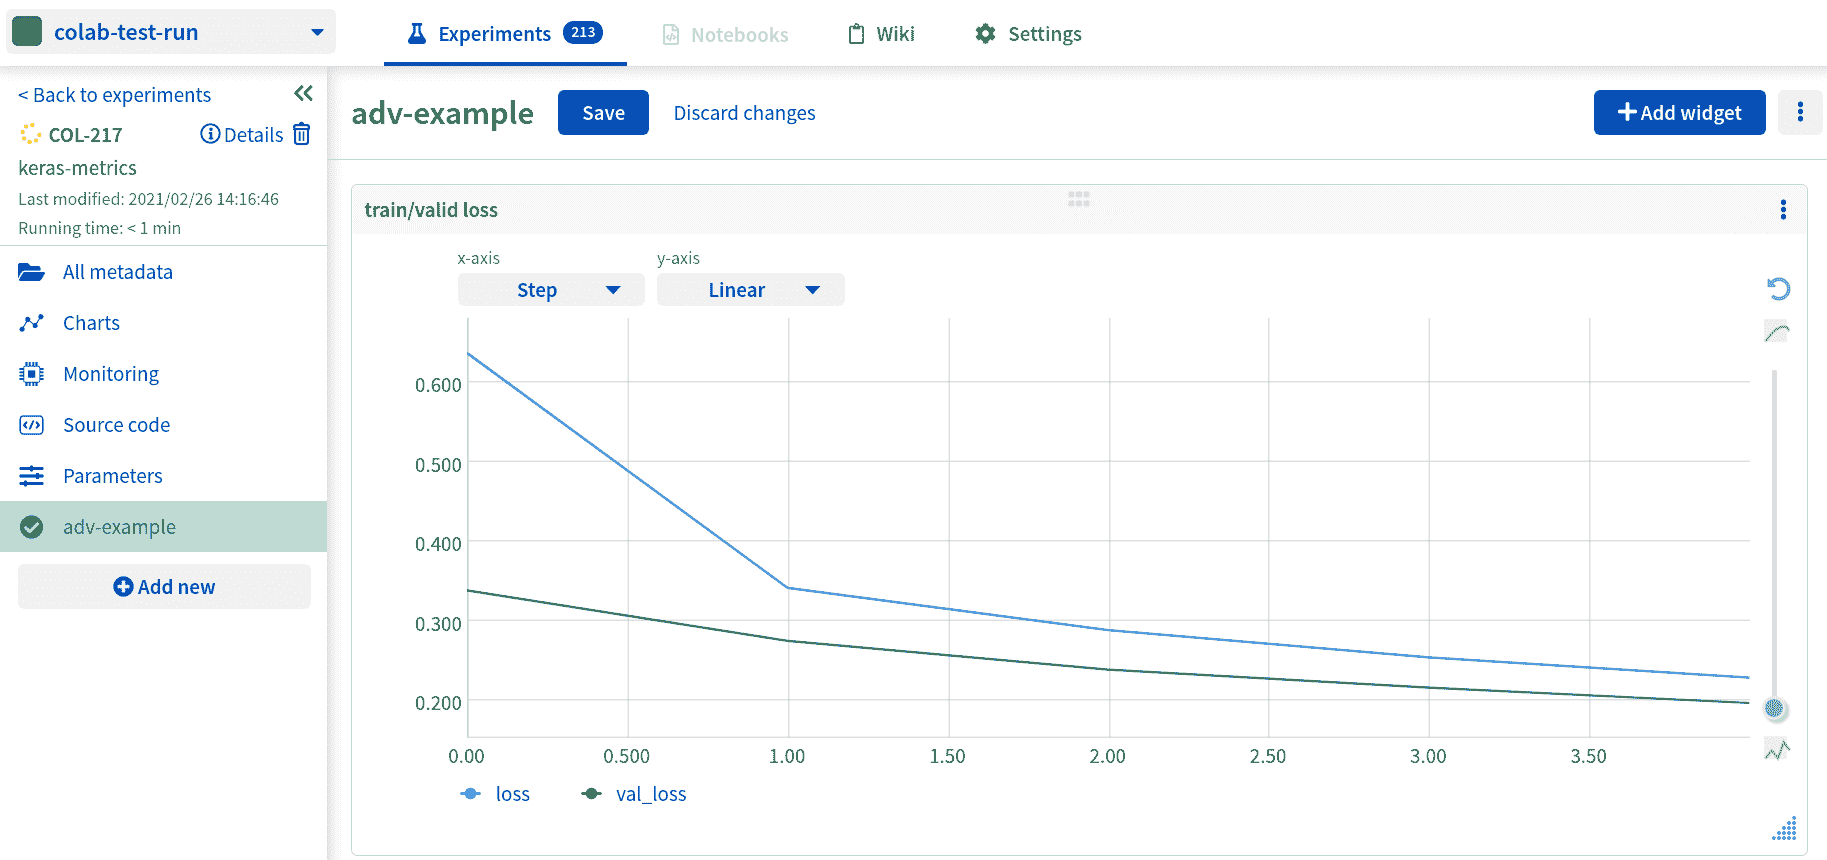 colab-test-run
Experiments 213
Notebooks
Wiki
Settings
< Back to experiments
COL-217
Details
keras-metrics
Last modified: 2021/02/26 14:16:46
Running time: < 1 min
All metadata
Charts
Monitoring
Source code
Parameters
adv-example
Add new
adv-example
Save
Discard changes
Add widget
train/valid loss
x-axis
y-axis
Step
Linear
0.600
0.500
0.400
0.300
0.200
0.00 0.500 1.00 1.50 2.00 2.50 3.00 3.50
loss
val_loss